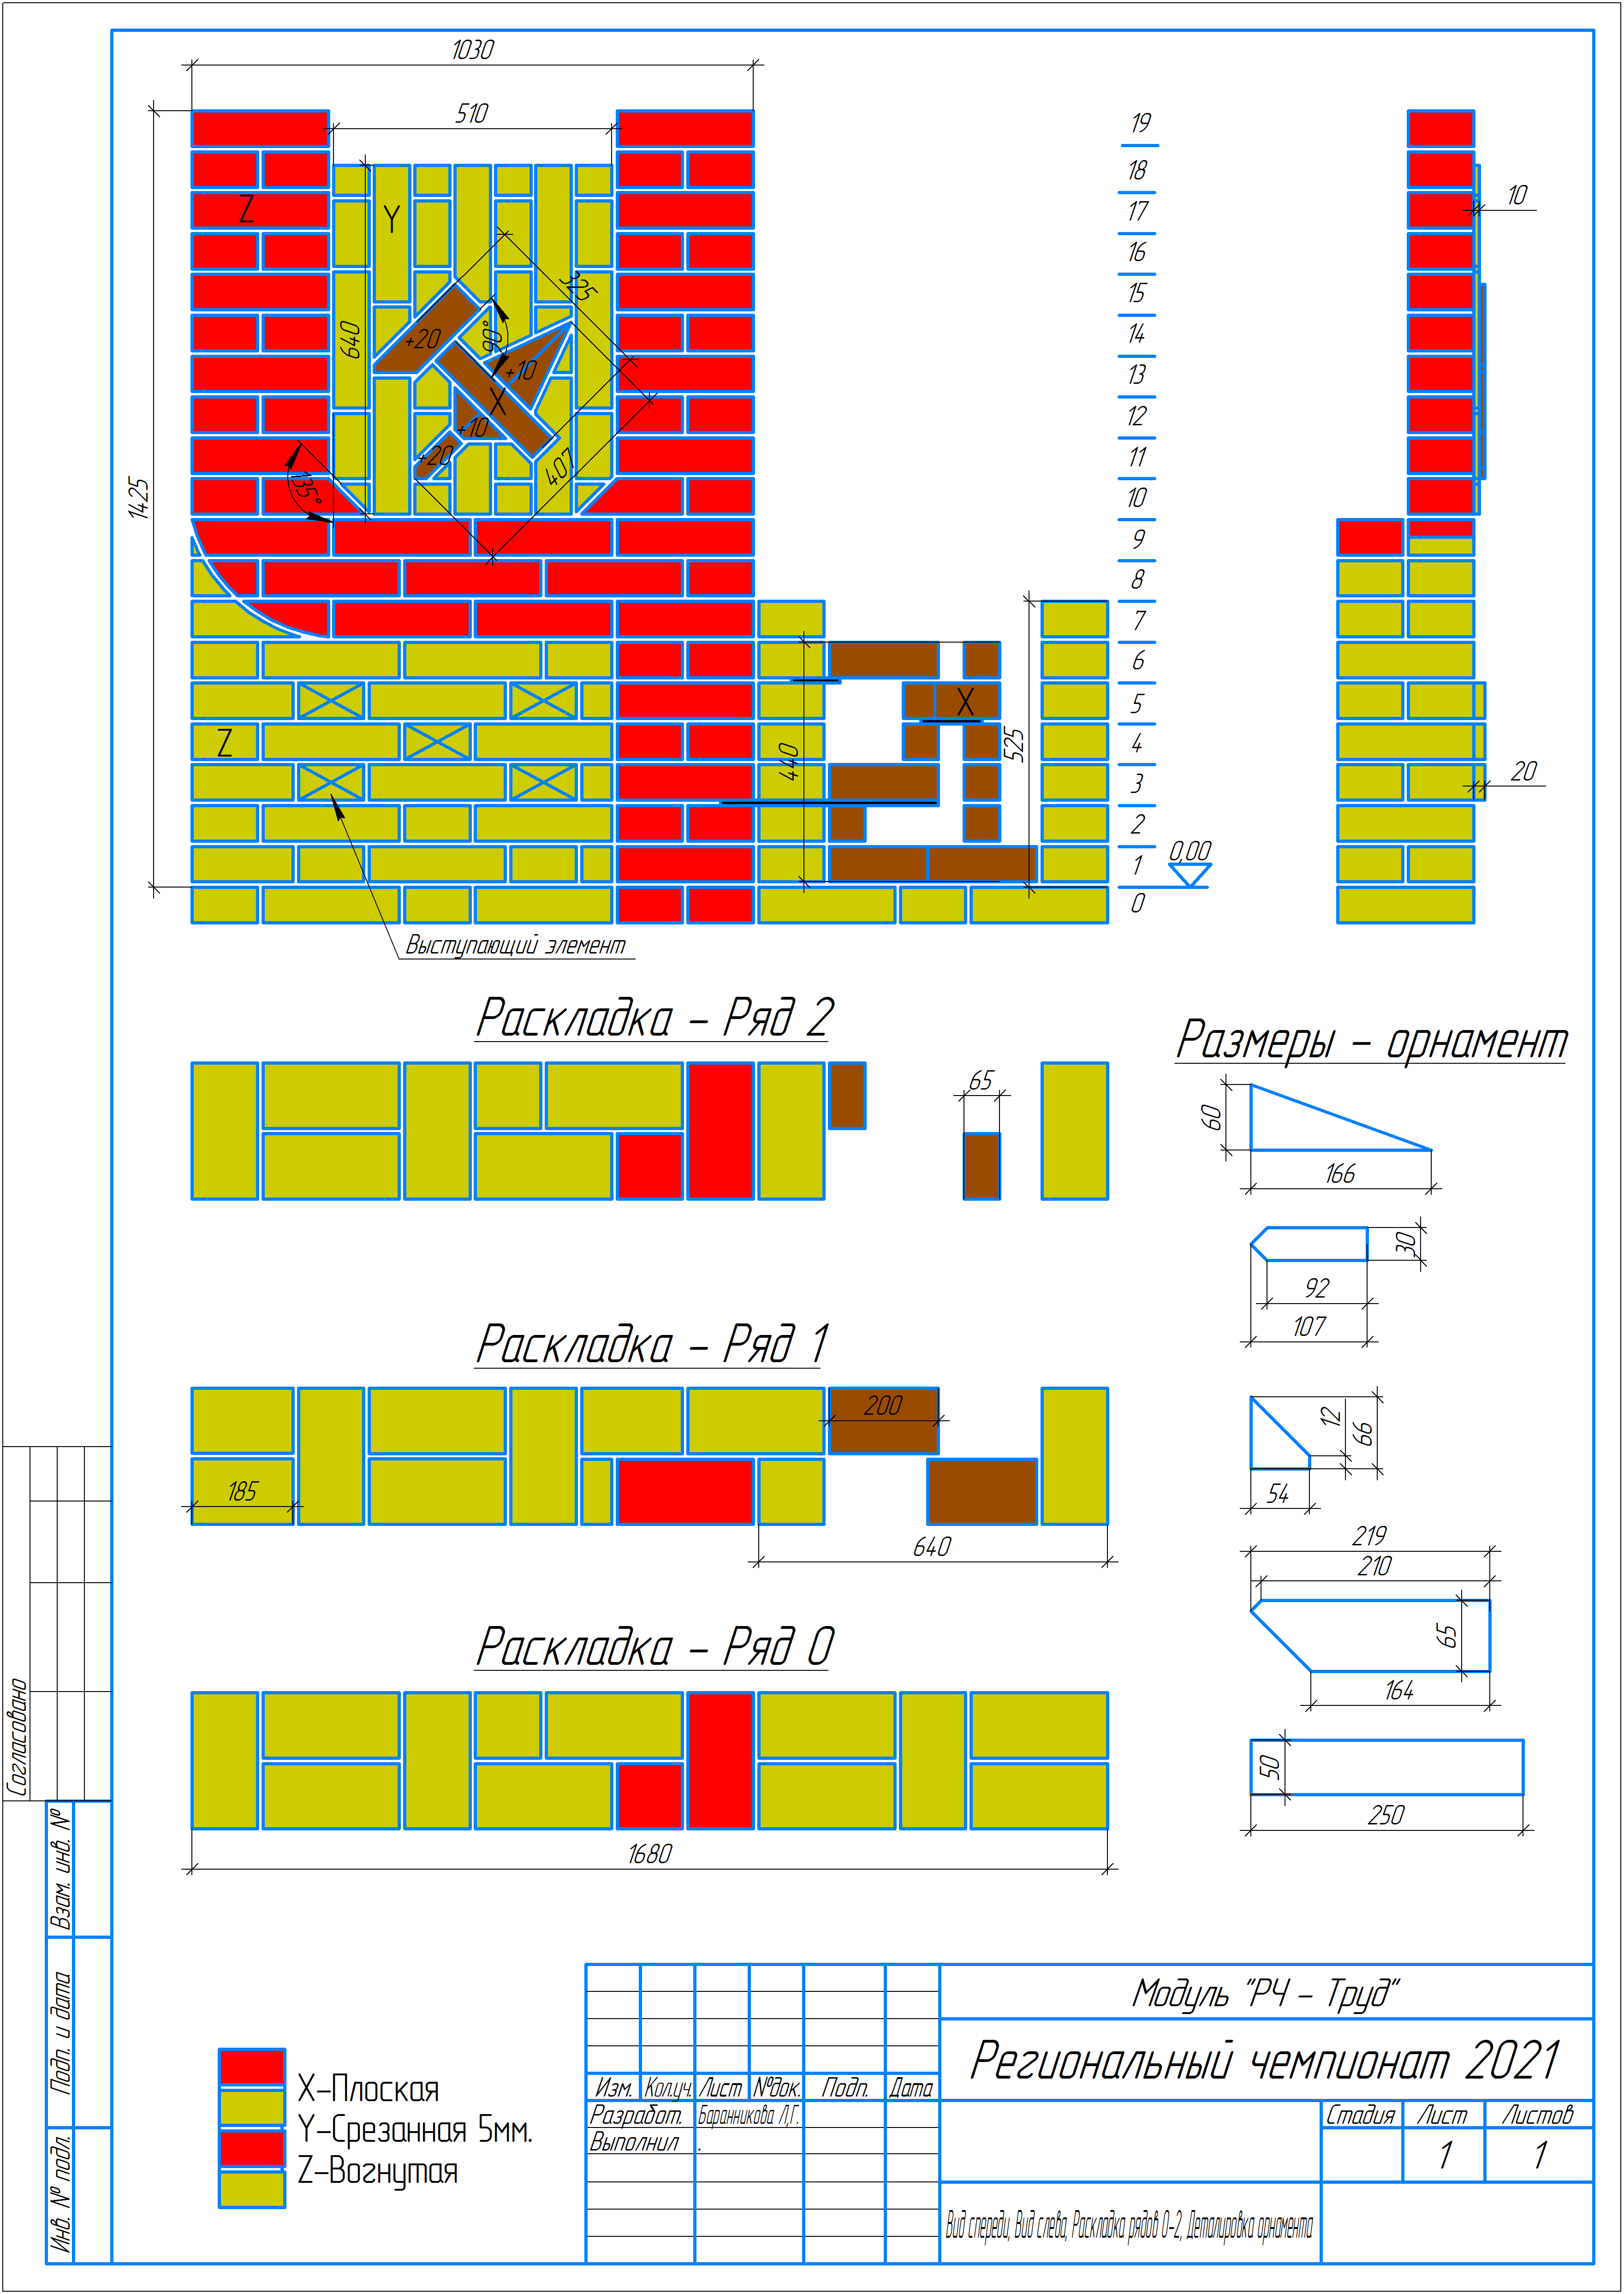 1030
510
1425
640
Z
Y
325
90°
+20
+10
X
+10
+20
407
135°
Z
X
440
525
19
18
17
16
15
14
13
12
11
10
9
8
7
6
5
4
3
2
1
0
0,00
10
20
Выступающий элемент
Раскладка – Ряд 2
65
Размеры – орнамент
60
166
30
92
107
Раскладка – Ряд 1
200
185
640
12
66
54
219
210
65
164
Раскладка – Ряд 0
1680
50
250
Согласовано
Взам. инв. №
Подп. и дата
Инв. № подл.
X–Плоская
Y–Срезанная 5мм.
Z–Вогнутая
Модуль "РЧ – Труд"
Региональный чемпионат 2021
Изм. Кол.уч. Лист №док. Подп. Дата
Разработ. Баранникова Л.Г.
Выполнил .
Стадия Лист Листов
1 1
Вид спереди, Вид слева, Раскладка рядов 0-2, Деталировка орнамента